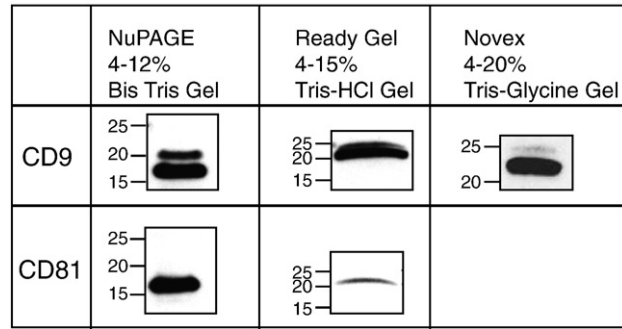 NuPAGE
4-12%
Bis Tris Gel
Ready Gel
4-15%
Tris-HCl Gel
Novex
4-20%
Tris-Glycine Gel
CD9
25
20
15
25
20
15
25
20
CD81
25
20
15
25
20
15